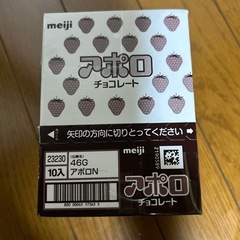 meiji
アポロ
チョコレート
矢印の方向に切りとってください
23230
46G
10入
アポロN
meiji
アポロ
チョコレート